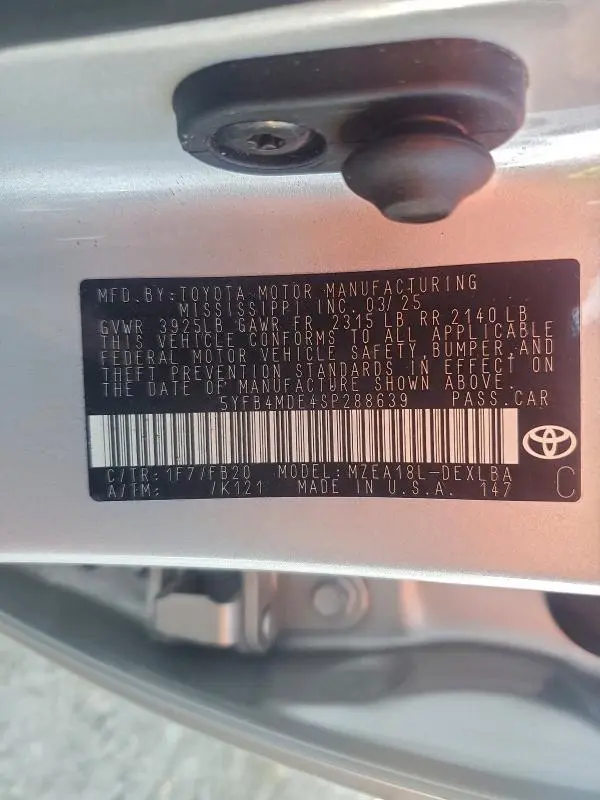 MFD. BY: TOYOTA MOTOR MANUFACTURING
MISSISSIPPI INC. 03/25
GVWR 3925LB GAWR FR. 2315 LB RR 2140 LB
THIS VEHICLE CONFORMS TO ALL APPLICABLE
FEDERAL MOTOR VEHICLE SAFETY, BUMPER, AND
THEFT PREVENTION STANDARDS IN EFFECT ON
THE DATE OF MANUFACTURE SHOWN ABOVE.
5YFB4MDE4SP288639 PASS. CAR
C/TR: 1F7/FB20 MODEL: MZEA18L-DEXLBA
A/TM: /K121 MADE IN U.S.A. 147 C